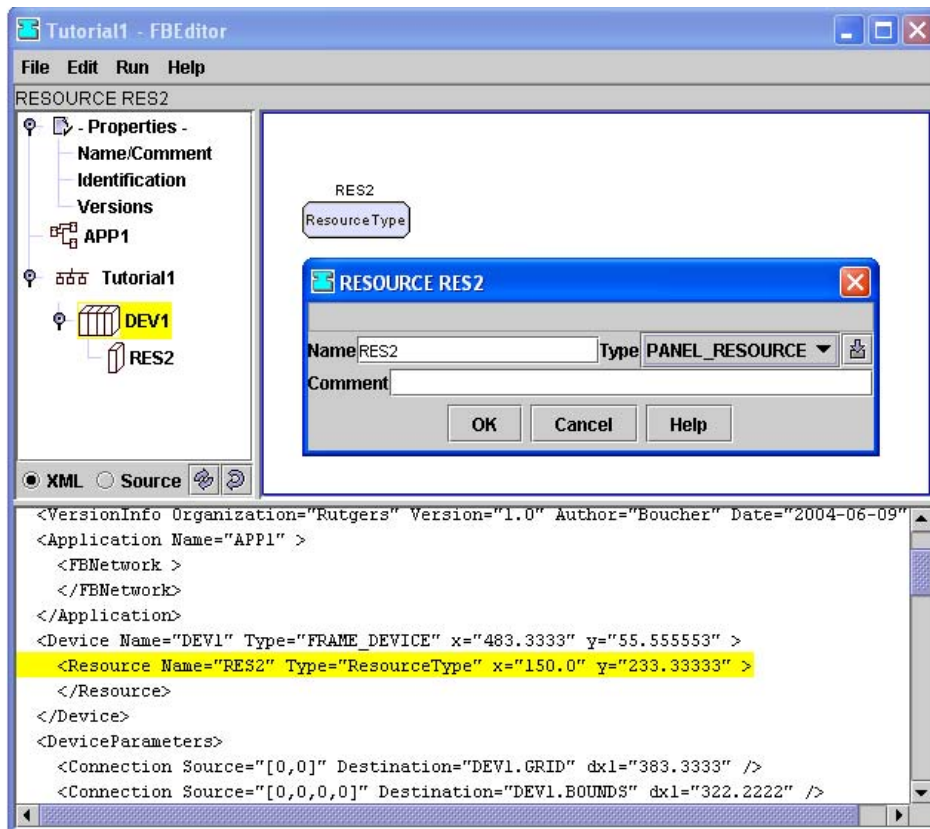 Tutorial1 - FBEditor
File Edit Run Help
RESOURCE RES2
- Properties -
Name/Comment
Identification
Versions
APP1
Tutorial1
DEV1
RES2
XML Source
RES2
ResourceType
RESOURCE RES2
Name RES2 Type PANEL_RESOURCE
Comment
OK Cancel Help
<VersionInfo Organization="Rutgers" Version="1.0" Author="Boucher" Date="2004-06-09"
<Application Name="APP1" >
<FBNetwork >
</FBNetwork>
</Application>
<Device Name="DEV1" Type="FRAME_DEVICE" x="483.3333" y="55.555553" >
<Resource Name="RES2" Type="ResourceType" x="150.0" y="233.33333" >
</Resource>
</Device>
<DeviceParameters>
<Connection Source="[0,0]" Destination="DEV1.GRID" dx1="383.3333" />
<Connection Source="[0,0,0,0]" Destination="DEV1.BOUNDS" dx1="322.2222" />